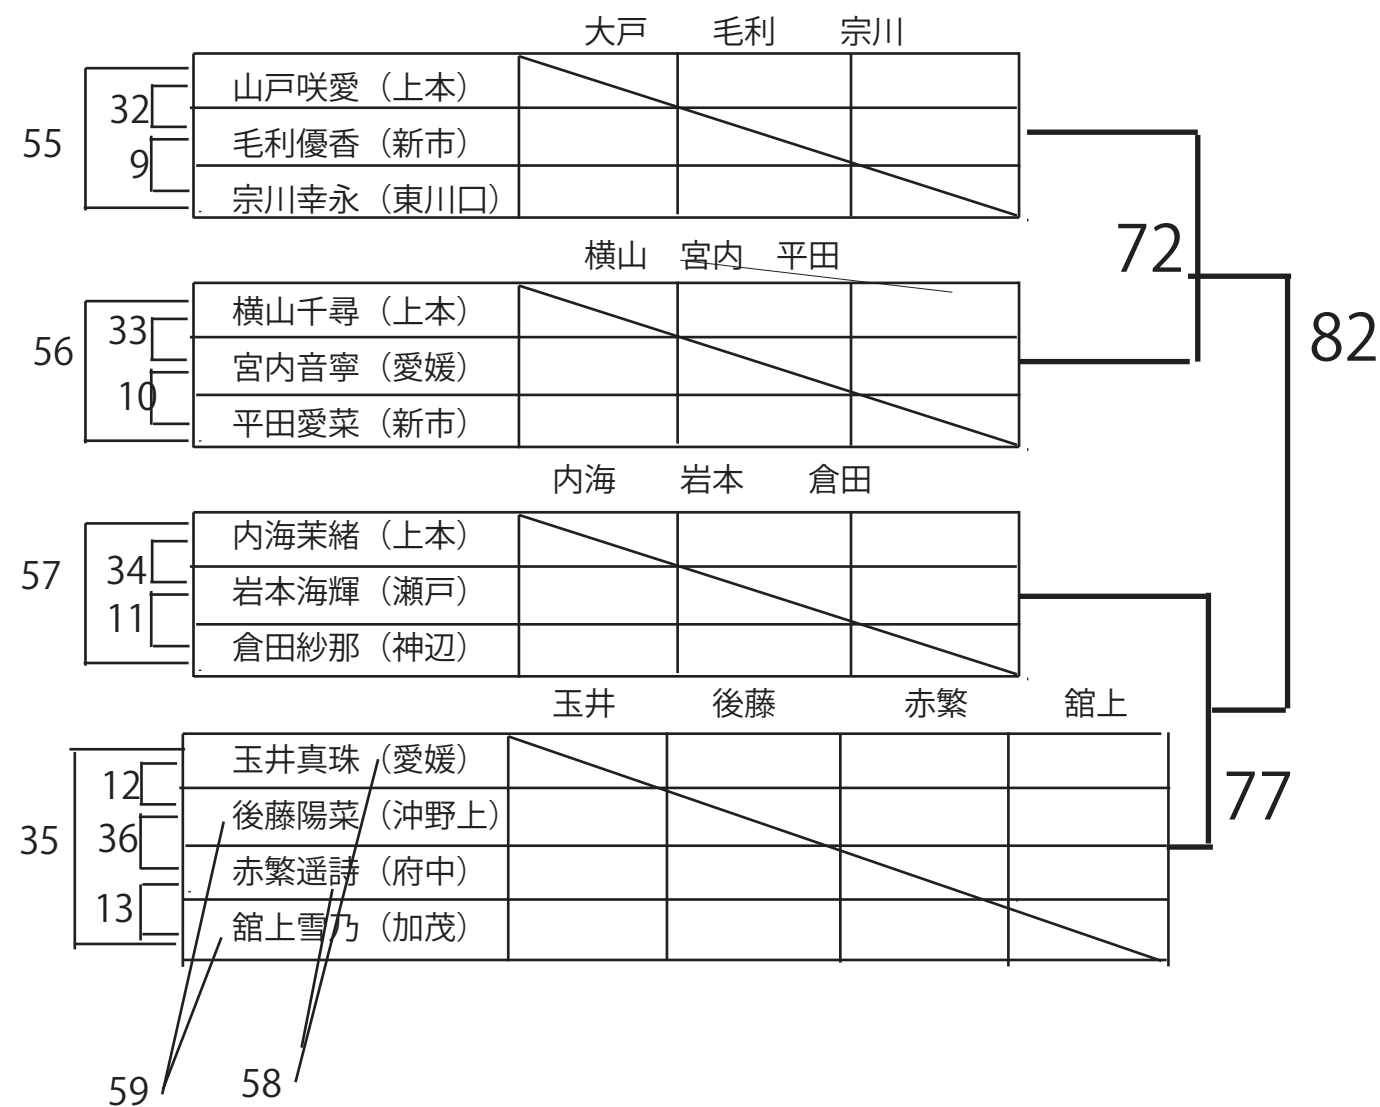 大戸 毛利 宗川
山戸咲愛（上本）
32
55
毛利優香（新市）
9
宗川幸永（東川口）
72
横山 宮内 平田
横山千尋（上本）
33
82
56
宮内音寧（愛媛）
10
平田愛菜（新市）
内海 岩本 倉田
内海茉緒（上本）
34
57
岩本海輝（瀬戸）
11
倉田紗那（神辺）
玉井 後藤 赤繁 舘上
玉井真珠（愛媛）
12
77
後藤陽菜（沖野上）
36
35
赤繁遥詩（府中）
13
舘上雪乃（加茂）
59
58